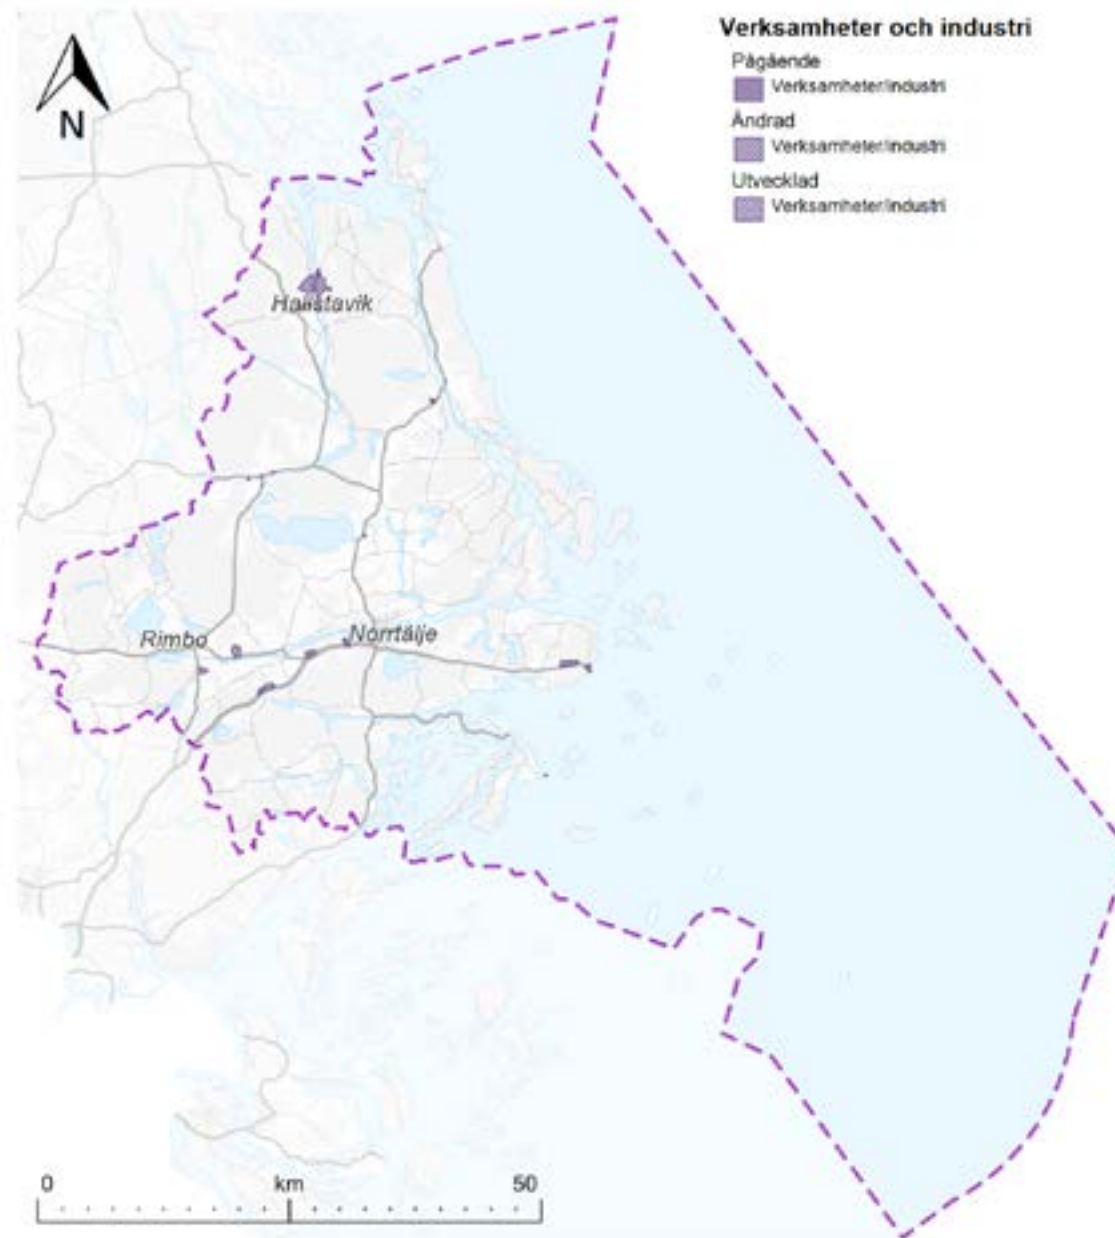 Verksamheter och industri
Pågående
Verksamheter/industri
Ändrad
Verksamheter/industri
Utvecklad
Verksamheter/industri
N
Hallstavik
Rimbo
Norrtälje
0 km 50